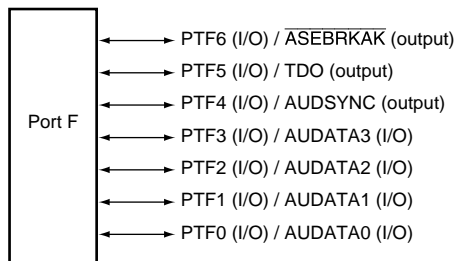 Port F
PTF6 (I/O) / ASEBRKAK (output)
PTF5 (I/O) / TDO (output)
PTF4 (I/O) / AUDSYNC (output)
PTF3 (I/O) / AUDATA3 (I/O)
PTF2 (I/O) / AUDATA2 (I/O)
PTF1 (I/O) / AUDATA1 (I/O)
PTF0 (I/O) / AUDATA0 (I/O)